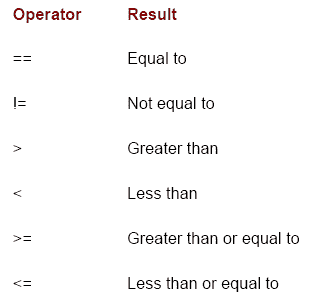 Operator Result
== Equal to
!= Not equal to
> Greater than
< Less than
>= Greater than or equal to
<= Less than or equal to